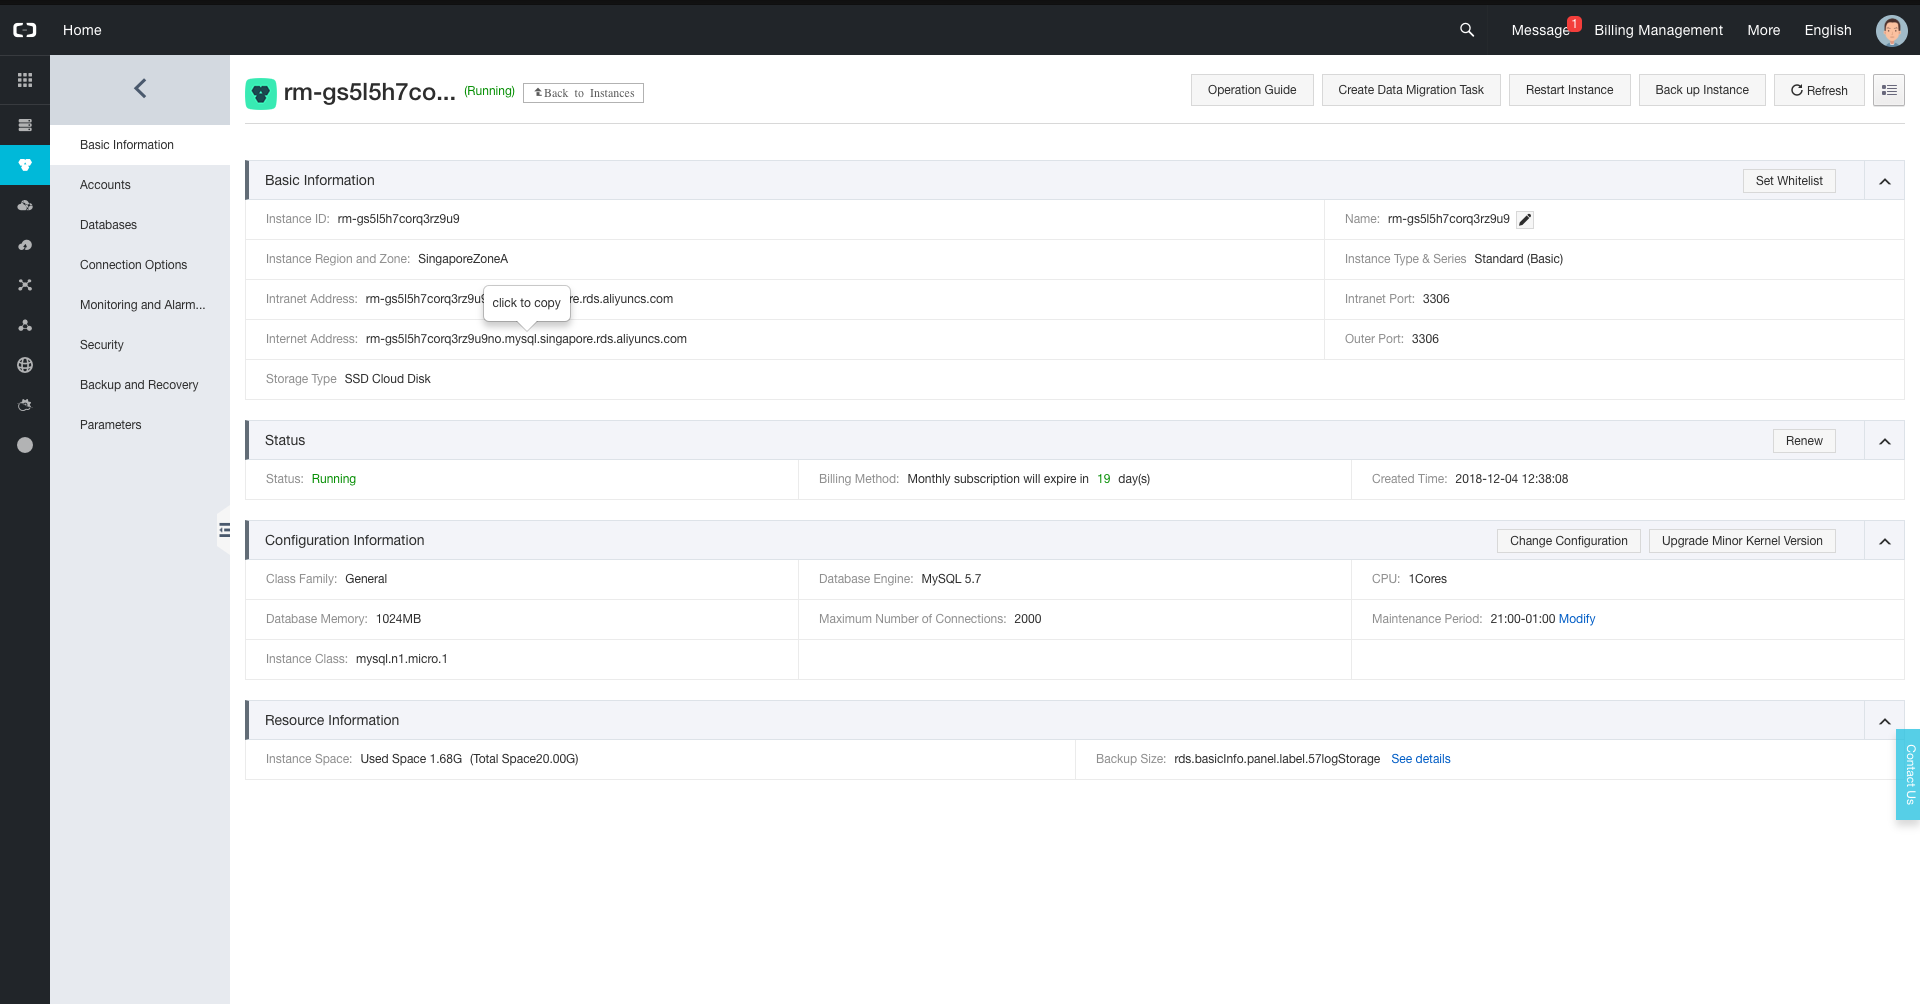 Home
Message 1
Billing Management
More
English
rm-gs5l5h7co...
(Running)
Back to Instances
Operation Guide
Create Data Migration Task
Restart Instance
Back up Instance
Refresh
Basic Information
Accounts
Databases
Connection Options
Monitoring and Alarm...
Security
Backup and Recovery
Parameters
Basic Information
Set Whitelist
Instance ID: rm-gs5l5h7corq3rz9u9
Name: rm-gs5l5h7corq3rz9u9
Instance Region and Zone: SingaporeZoneA
Instance Type & Series Standard (Basic)
Intranet Address: rm-gs5l5h7corq3rz9u9 re.rds.aliyuncs.com
click to copy
Intranet Port: 3306
Internet Address: rm-gs5l5h7corq3rz9u9no.mysql.singapore.rds.aliyuncs.com
Outer Port: 3306
Storage Type SSD Cloud Disk
Status
Renew
Status: Running
Billing Method: Monthly subscription will expire in 19 day(s)
Created Time: 2018-12-04 12:38:08
Configuration Information
Change Configuration
Upgrade Minor Kernel Version
Class Family: General
Database Engine: MySQL 5.7
CPU: 1Cores
Database Memory: 1024MB
Maximum Number of Connections: 2000
Maintenance Period: 21:00-01:00 Modify
Instance Class: mysql.n1.micro.1
Resource Information
Instance Space: Used Space 1.68G (Total Space20.00G)
Backup Size: rds.basicInfo.panel.label.57logStorage See details
Contact Us